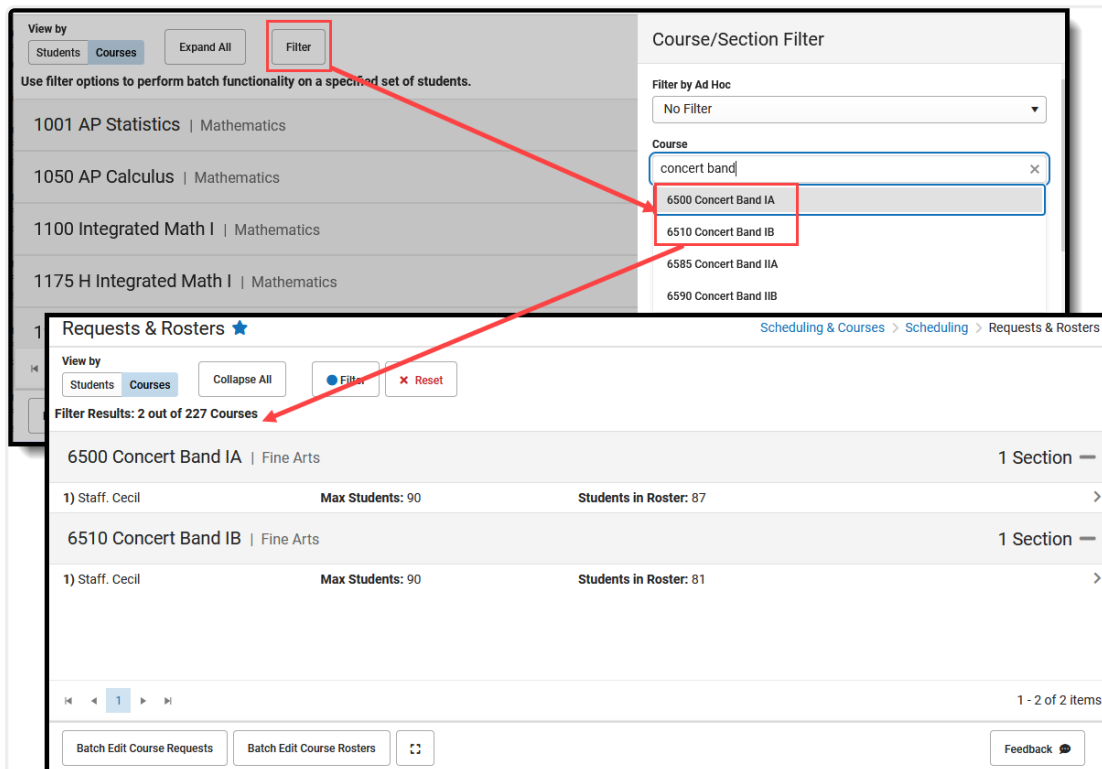 View by
Students Courses Expand All Filter
Use filter options to perform batch functionality on a specified set of students.
1001 AP Statistics | Mathematics
1050 AP Calculus | Mathematics
1100 Integrated Math I | Mathematics
1175 H Integrated Math I | Mathematics
1
Course/Section Filter
Filter by Ad Hoc
No Filter
Course
concert band
6500 Concert Band IA
6510 Concert Band IB
6585 Concert Band IIA
6590 Concert Band IIB
Requests & Rosters Scheduling & Courses > Scheduling > Requests & Rosters
View by
Students Courses Collapse All Filter Reset
Filter Results: 2 out of 227 Courses
6500 Concert Band IA | Fine Arts 1 Section
1) Staff. Cecil Max Students: 90 Students in Roster: 87
6510 Concert Band IB | Fine Arts 1 Section
1) Staff. Cecil Max Students: 90 Students in Roster: 81
1 1 - 2 of 2 items
Batch Edit Course Requests Batch Edit Course Rosters Feedback